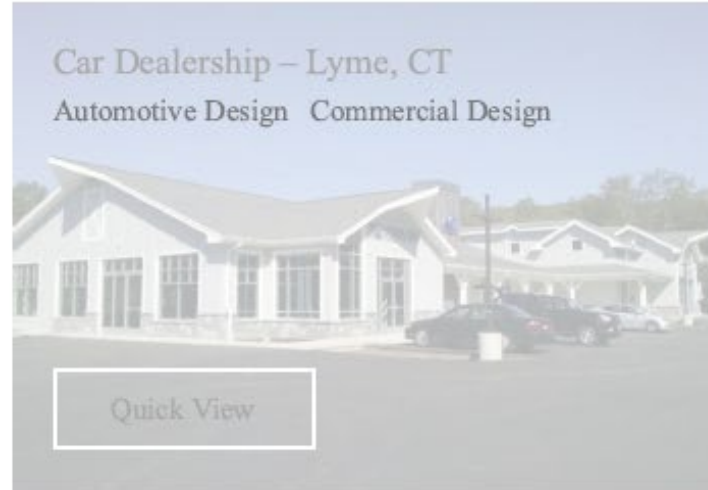 Car Dealership – Lyme, CT
Automotive Design Commercial Design
Quick View